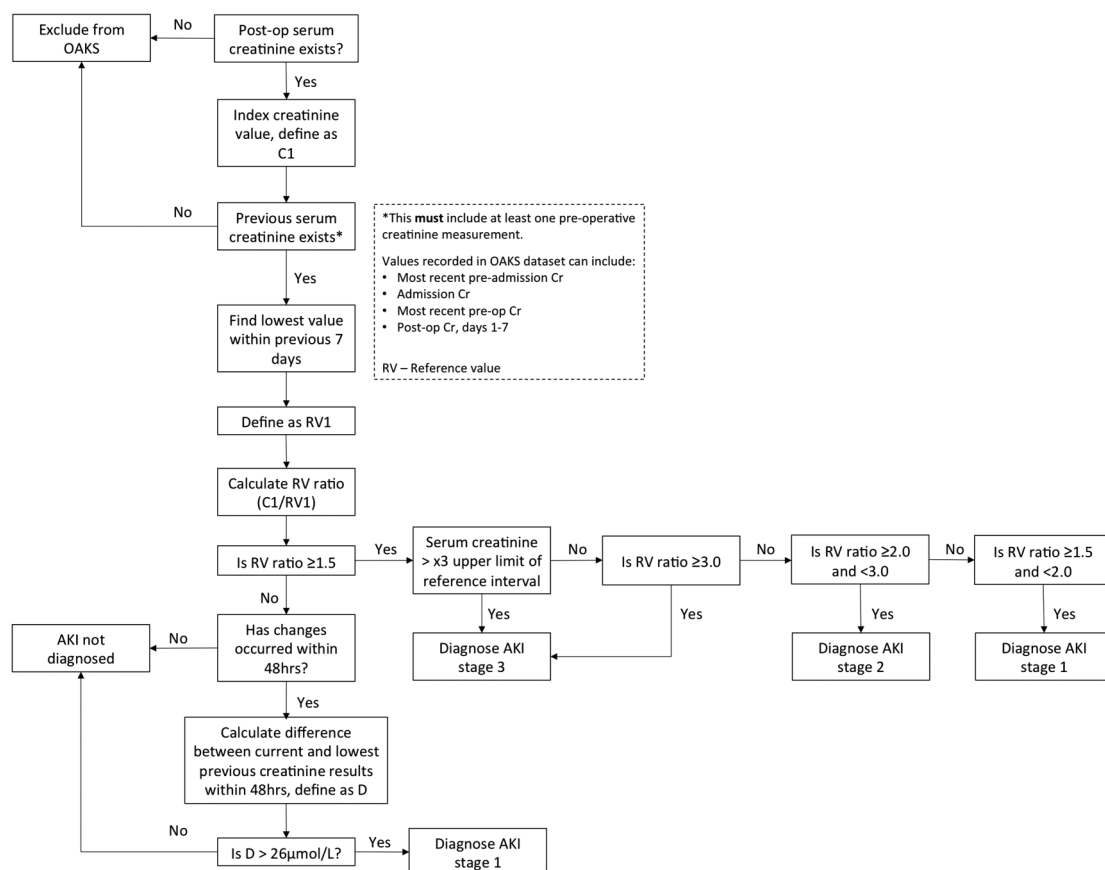 Exclude from
OAKS
No
Post-op serum
creatinine exists?
Yes
Index creatinine
value, define as
C1
No
Previous serum
creatinine exists*
*This must include at least one pre-operative
creatinine measurement.
Values recorded in OAKS dataset can include:
• Most recent pre-admission Cr
• Admission Cr
• Most recent pre-op Cr
• Post-op Cr, days 1-7
RV – Reference value
Yes
Find lowest value
within previous 7
days
Define as RV1
Calculate RV ratio
(C1/RV1)
Is RV ratio ≥1.5
Yes
Serum creatinine
> x3 upper limit of
reference interval
No
Is RV ratio ≥3.0
No
Is RV ratio ≥2.0
and <3.0
No
Is RV ratio ≥1.5
and <2.0
No
Yes
Yes
Yes
Yes
Diagnose AKI
stage 3
Diagnose AKI
stage 2
Diagnose AKI
stage 1
AKI not
diagnosed
No
Has changes
occurred within
48hrs?
Yes
Calculate difference
between current and lowest
previous creatinine results
within 48hrs, define as D
No
Is D > 26µmol/L?
Yes
Diagnose AKI
stage 1